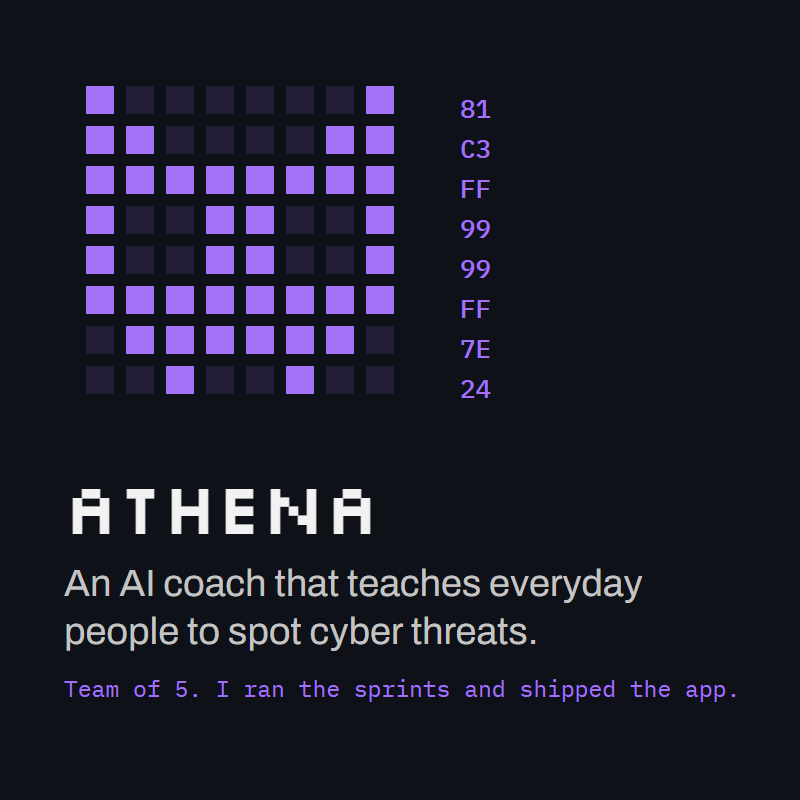 81
C3
FF
99
99
FF
7E
24
ATHENA
An AI coach that teaches everyday
people to spot cyber threats.
Team of 5. I ran the sprints and shipped the app.